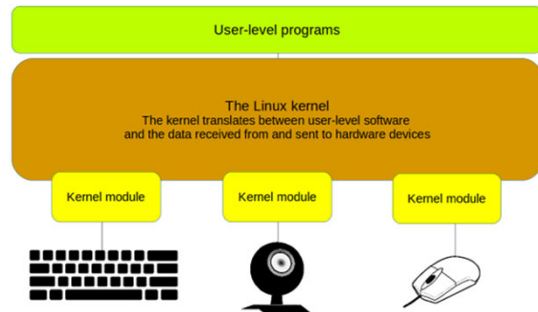 User-level programs
The Linux kernel
The kernel translates between user-level software
and the data received from and sent to hardware devices
Kernel module
Kernel module
Kernel module